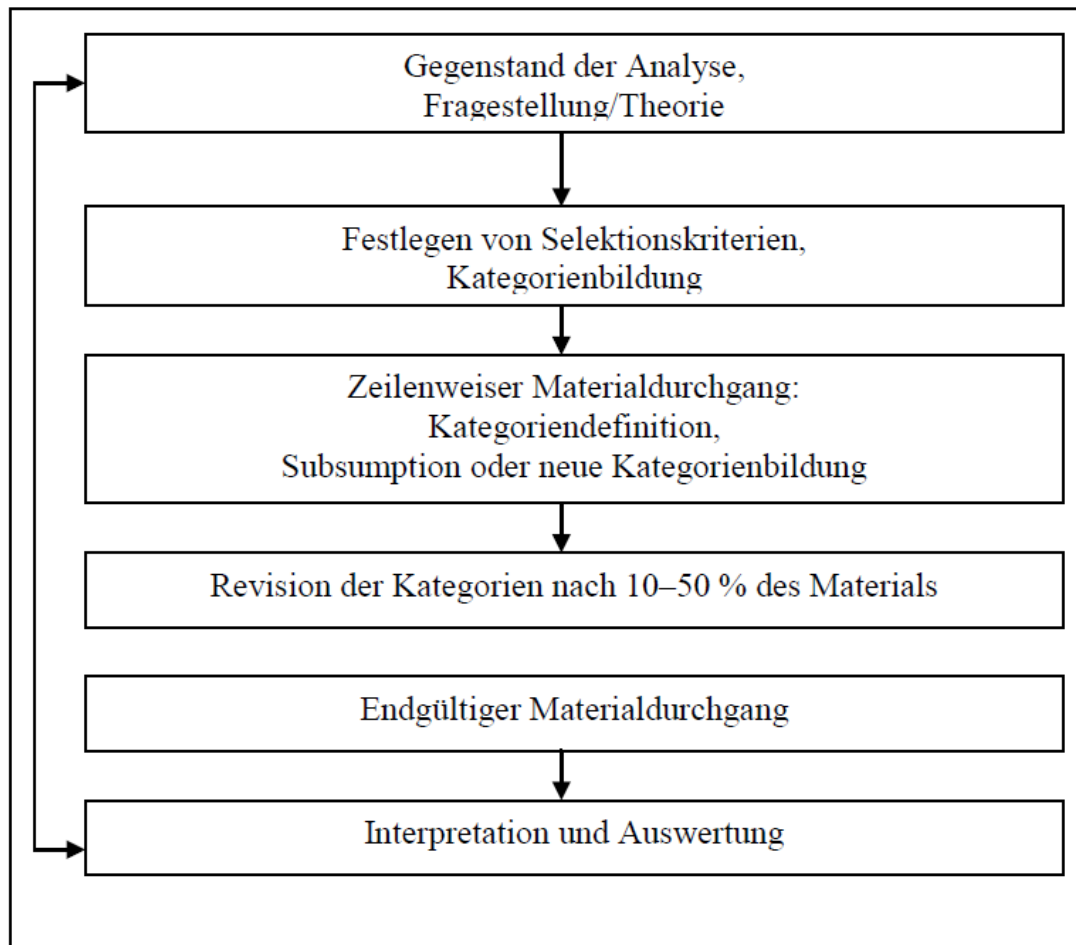 Gegenstand der Analyse,
Fragestellung/Theorie
Festlegen von Selektionskriterien,
Kategorienbildung
Zeilenweiser Materialdurchgang:
Kategoriendefinition,
Subsumption oder neue Kategorienbildung
Revision der Kategorien nach 10–50 % des Materials
Endgültiger Materialdurchgang
Interpretation und Auswertung